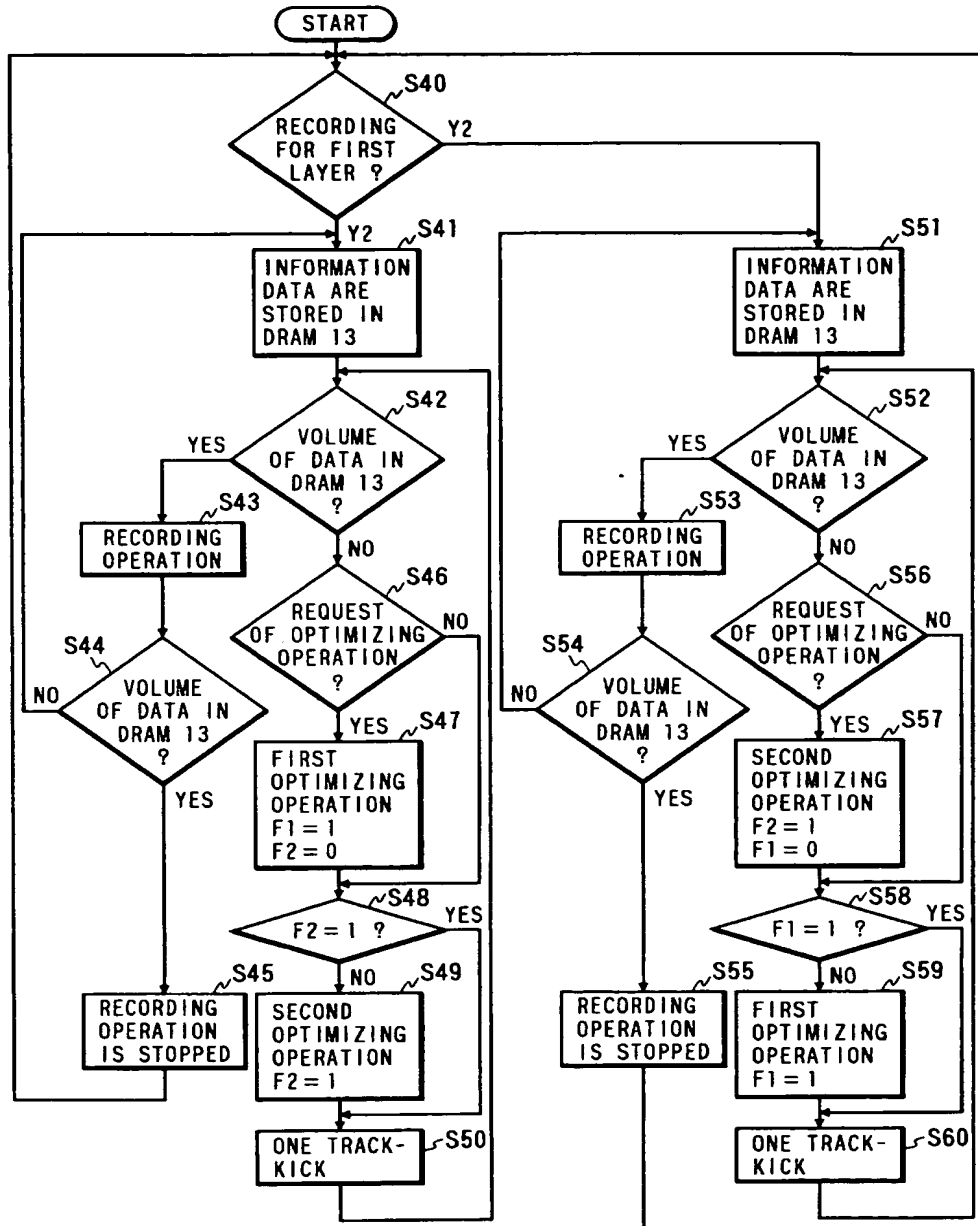 START
S40
RECORDING
FOR FIRST
LAYER ?
Y2
Y2
S41
INFORMATION
DATA ARE
STORED IN
DRAM 13
S42
VOLUME
OF DATA IN
DRAM 13
?
YES
NO
S43
RECORDING
OPERATION
S44
VOLUME
OF DATA IN
DRAM 13
?
NO
YES
S45
RECORDING
OPERATION
IS STOPPED
S46
REQUEST
OF OPTIMIZING
OPERATION
?
NO
YES
S47
FIRST
OPTIMIZING
OPERATION
F1 = 1
F2 = 0
S48
F2 = 1 ?
YES
NO
S49
SECOND
OPTIMIZING
OPERATION
F2 = 1
S50
ONE TRACK-
KICK
S51
INFORMATION
DATA ARE
STORED IN
DRAM 13
S52
VOLUME
OF DATA IN
DRAM 13
?
YES
NO
S53
RECORDING
OPERATION
S54
VOLUME
OF DATA IN
DRAM 13
?
NO
YES
S55
RECORDING
OPERATION
IS STOPPED
S56
REQUEST
OF OPTIMIZING
OPERATION
?
NO
YES
S57
SECOND
OPTIMIZING
OPERATION
F2 = 1
F1 = 0
S58
F1 = 1 ?
YES
NO
S59
FIRST
OPTIMIZING
OPERATION
F1 = 1
S60
ONE TRACK-
KICK